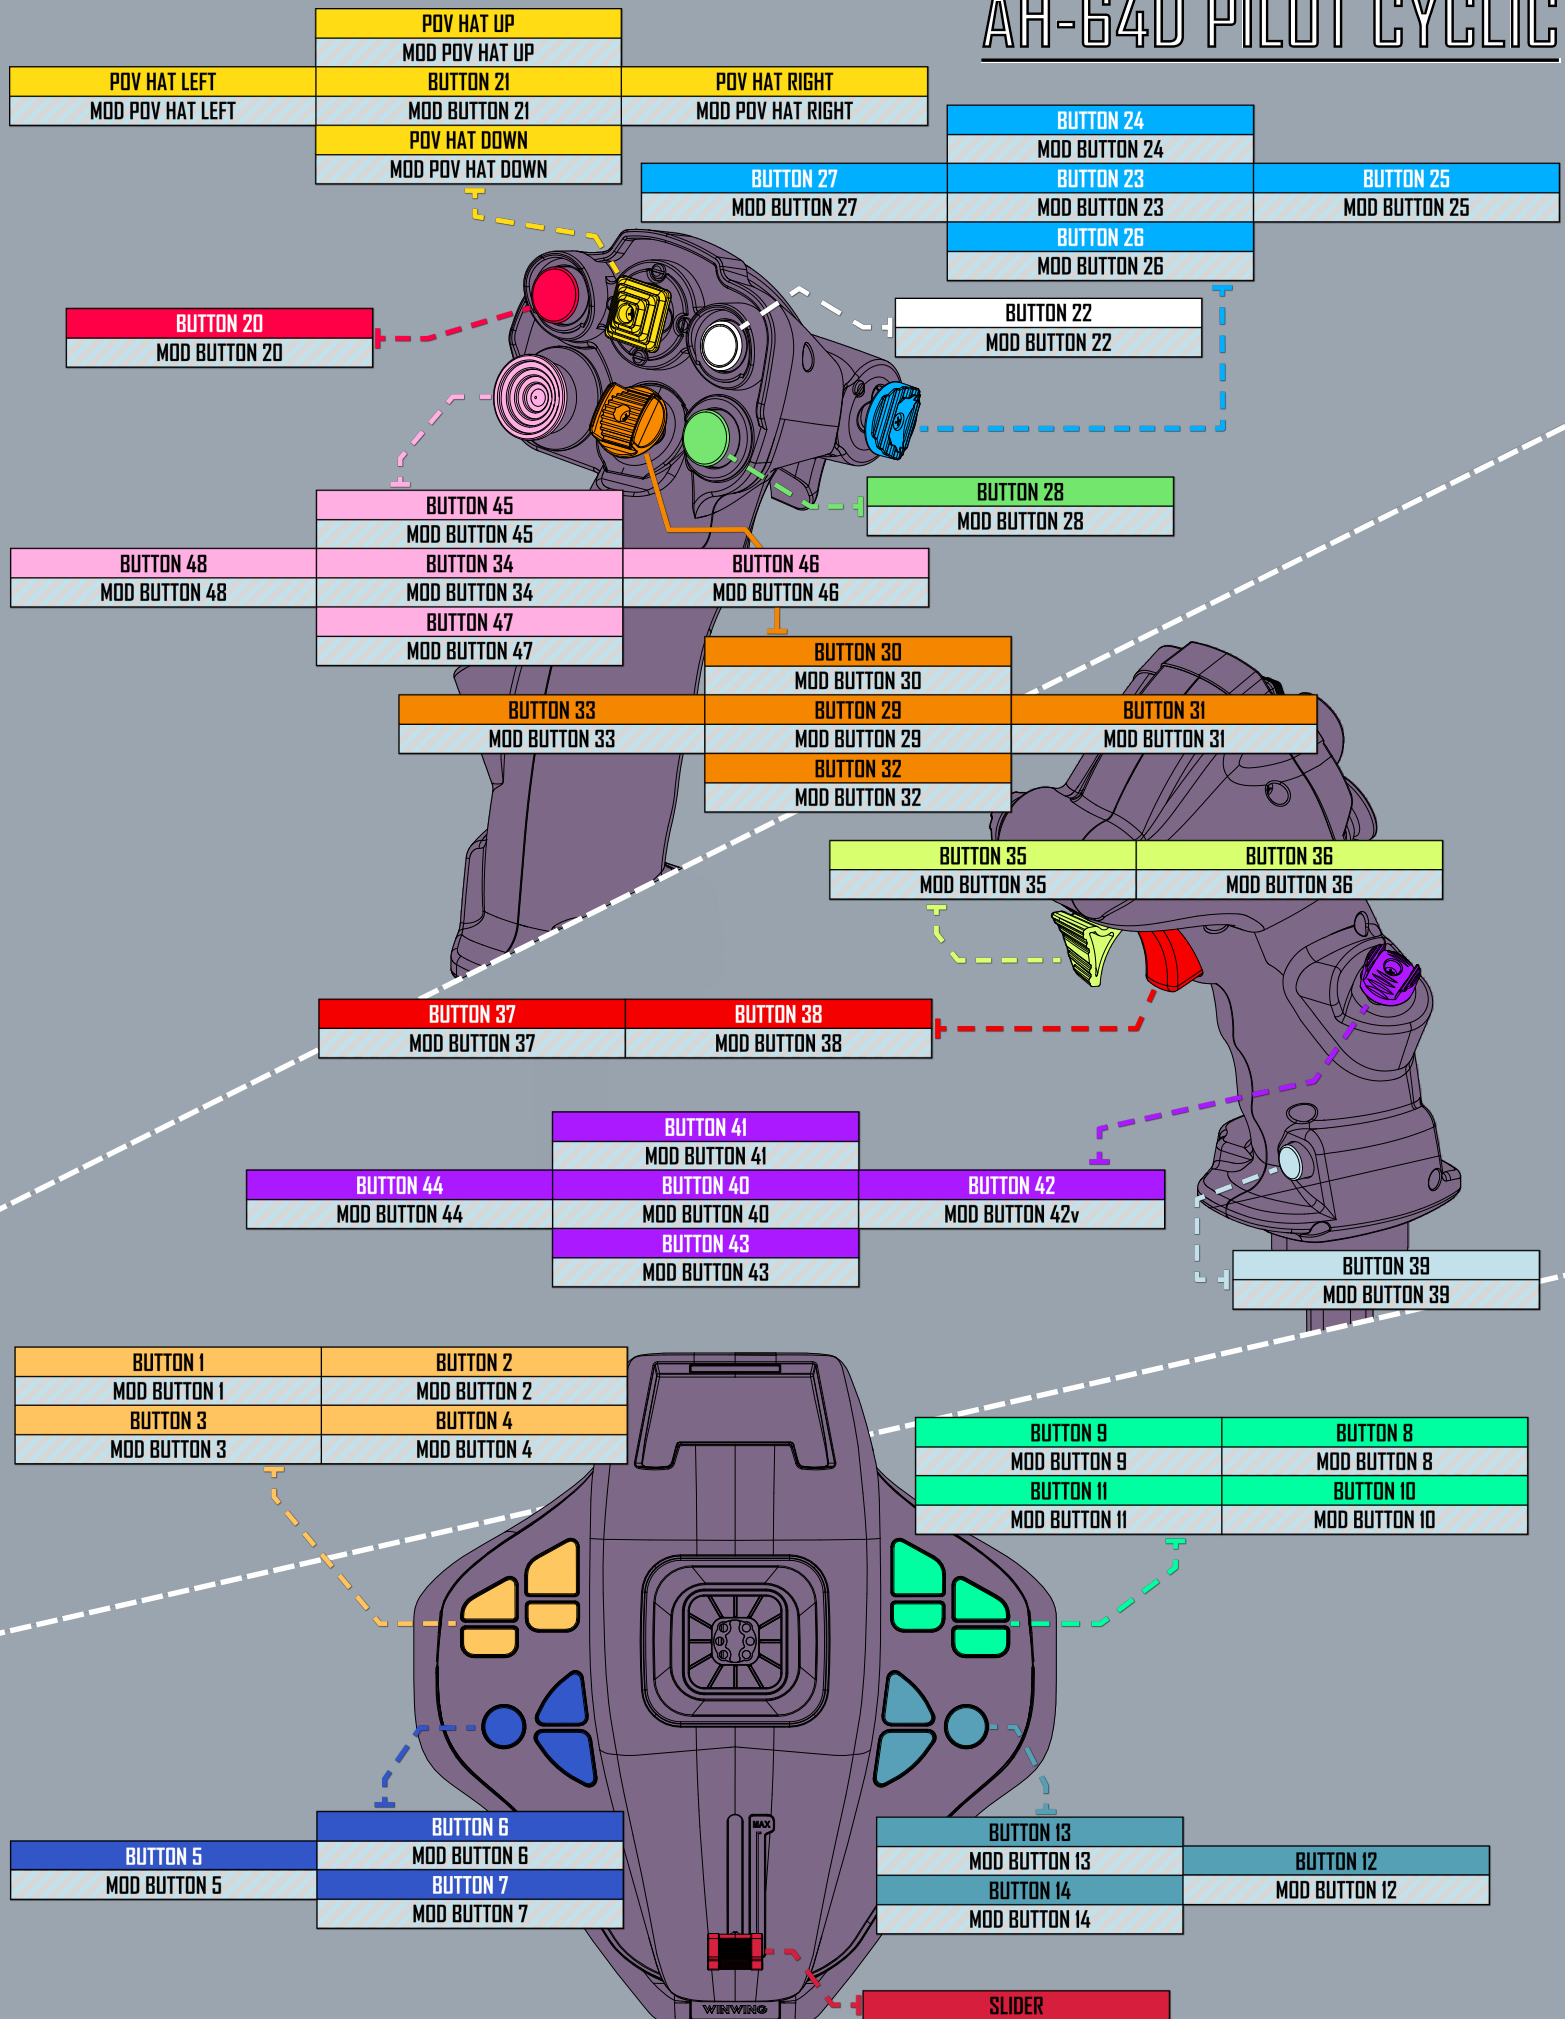 AH-64D PILOT CYCLIC
POV HAT UP
MOD POV HAT UP
POV HAT LEFT
BUTTON 21
POV HAT RIGHT
MOD POV HAT LEFT
MOD BUTTON 21
MOD POV HAT RIGHT
POV HAT DOWN
MOD POV HAT DOWN
BUTTON 24
MOD BUTTON 24
BUTTON 27
BUTTON 23
BUTTON 25
MOD BUTTON 27
MOD BUTTON 23
MOD BUTTON 25
BUTTON 26
MOD BUTTON 26
BUTTON 20
MOD BUTTON 20
BUTTON 22
MOD BUTTON 22
BUTTON 28
MOD BUTTON 28
BUTTON 45
MOD BUTTON 45
BUTTON 48
BUTTON 34
BUTTON 46
MOD BUTTON 48
MOD BUTTON 34
MOD BUTTON 46
BUTTON 47
MOD BUTTON 47
BUTTON 30
MOD BUTTON 30
BUTTON 33
BUTTON 29
BUTTON 31
MOD BUTTON 33
MOD BUTTON 29
MOD BUTTON 31
BUTTON 32
MOD BUTTON 32
BUTTON 35
BUTTON 36
MOD BUTTON 35
MOD BUTTON 36
BUTTON 37
BUTTON 38
MOD BUTTON 37
MOD BUTTON 38
BUTTON 41
MOD BUTTON 41
BUTTON 44
BUTTON 40
BUTTON 42
MOD BUTTON 44
MOD BUTTON 40
MOD BUTTON 42v
BUTTON 43
MOD BUTTON 43
BUTTON 39
MOD BUTTON 39
BUTTON 1
BUTTON 2
MOD BUTTON 1
MOD BUTTON 2
BUTTON 3
BUTTON 4
MOD BUTTON 3
MOD BUTTON 4
BUTTON 9
BUTTON 8
MOD BUTTON 9
MOD BUTTON 8
BUTTON 11
BUTTON 10
MOD BUTTON 11
MOD BUTTON 10
BUTTON 6
MOD BUTTON 6
BUTTON 5
BUTTON 7
MOD BUTTON 5
MOD BUTTON 7
MAX
BUTTON 13
MOD BUTTON 13
BUTTON 12
BUTTON 14
MOD BUTTON 12
MOD BUTTON 14
SLIDER
WINWING